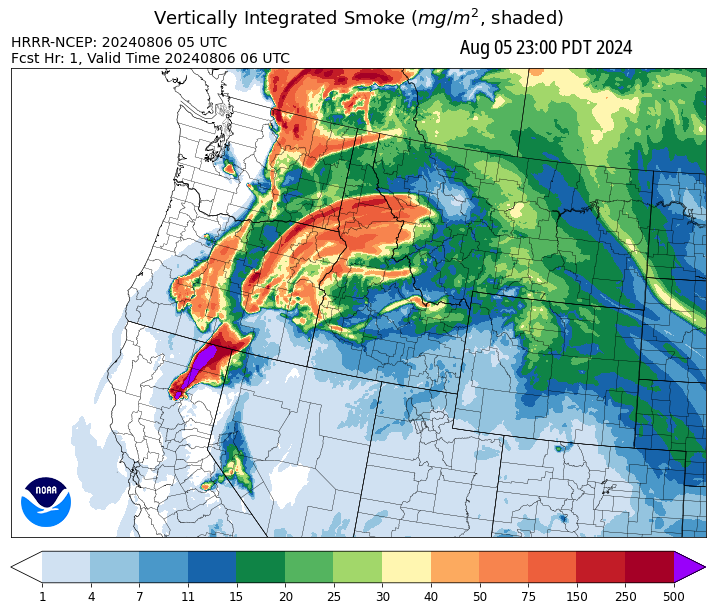 Vertically Integrated Smoke (mg/m², shaded)
HRRR-NCEP: 20240806 05 UTC
Aug 05 23:00 PDT 2024
Fcst Hr: 1, Valid Time 20240806 06 UTC
NOAA
1 4 7 11 15 20 25 30 40 50 75 150 250 500